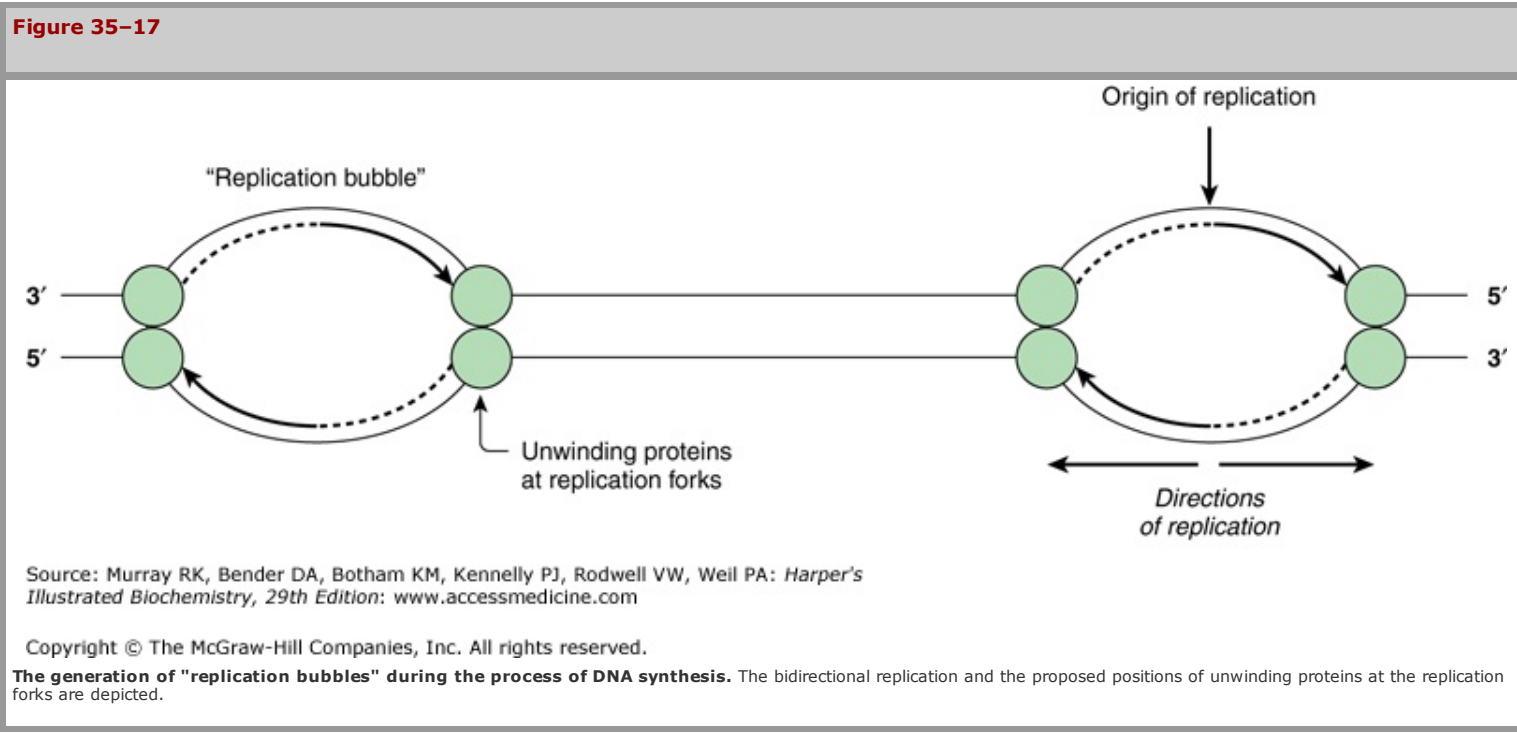 Figure 35–17
Origin of replication
“Replication bubble”
3′
5′
5′
3′
Unwinding proteins
at replication forks
Directions
of replication
Source: Murray RK, Bender DA, Botham KM, Kennelly PJ, Rodwell VW, Weil PA: Harper's
Illustrated Biochemistry, 29th Edition: www.accessmedicine.com
Copyright © The McGraw-Hill Companies, Inc. All rights reserved.
The generation of "replication bubbles" during the process of DNA synthesis. The bidirectional replication and the proposed positions of unwinding proteins at the replication
forks are depicted.